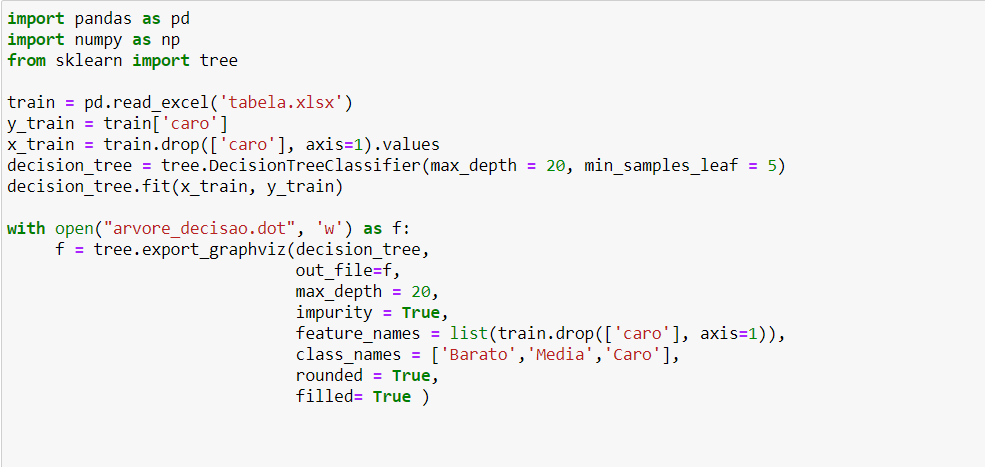 import pandas as pd
import numpy as np
from sklearn import tree

train = pd.read_excel('tabela.xlsx')
y_train = train['caro']
x_train = train.drop(['caro'], axis=1).values
decision_tree = tree.DecisionTreeClassifier(max_depth = 20, min_samples_leaf = 5)
decision_tree.fit(x_train, y_train)

with open("arvore_decisao.dot", 'w') as f:
     f = tree.export_graphviz(decision_tree,
                              out_file=f,
                              max_depth = 20,
                              impurity = True,
                              feature_names = list(train.drop(['caro'], axis=1)),
                              class_names = ['Barato','Media','Caro'],
                              rounded = True,
                              filled= True )